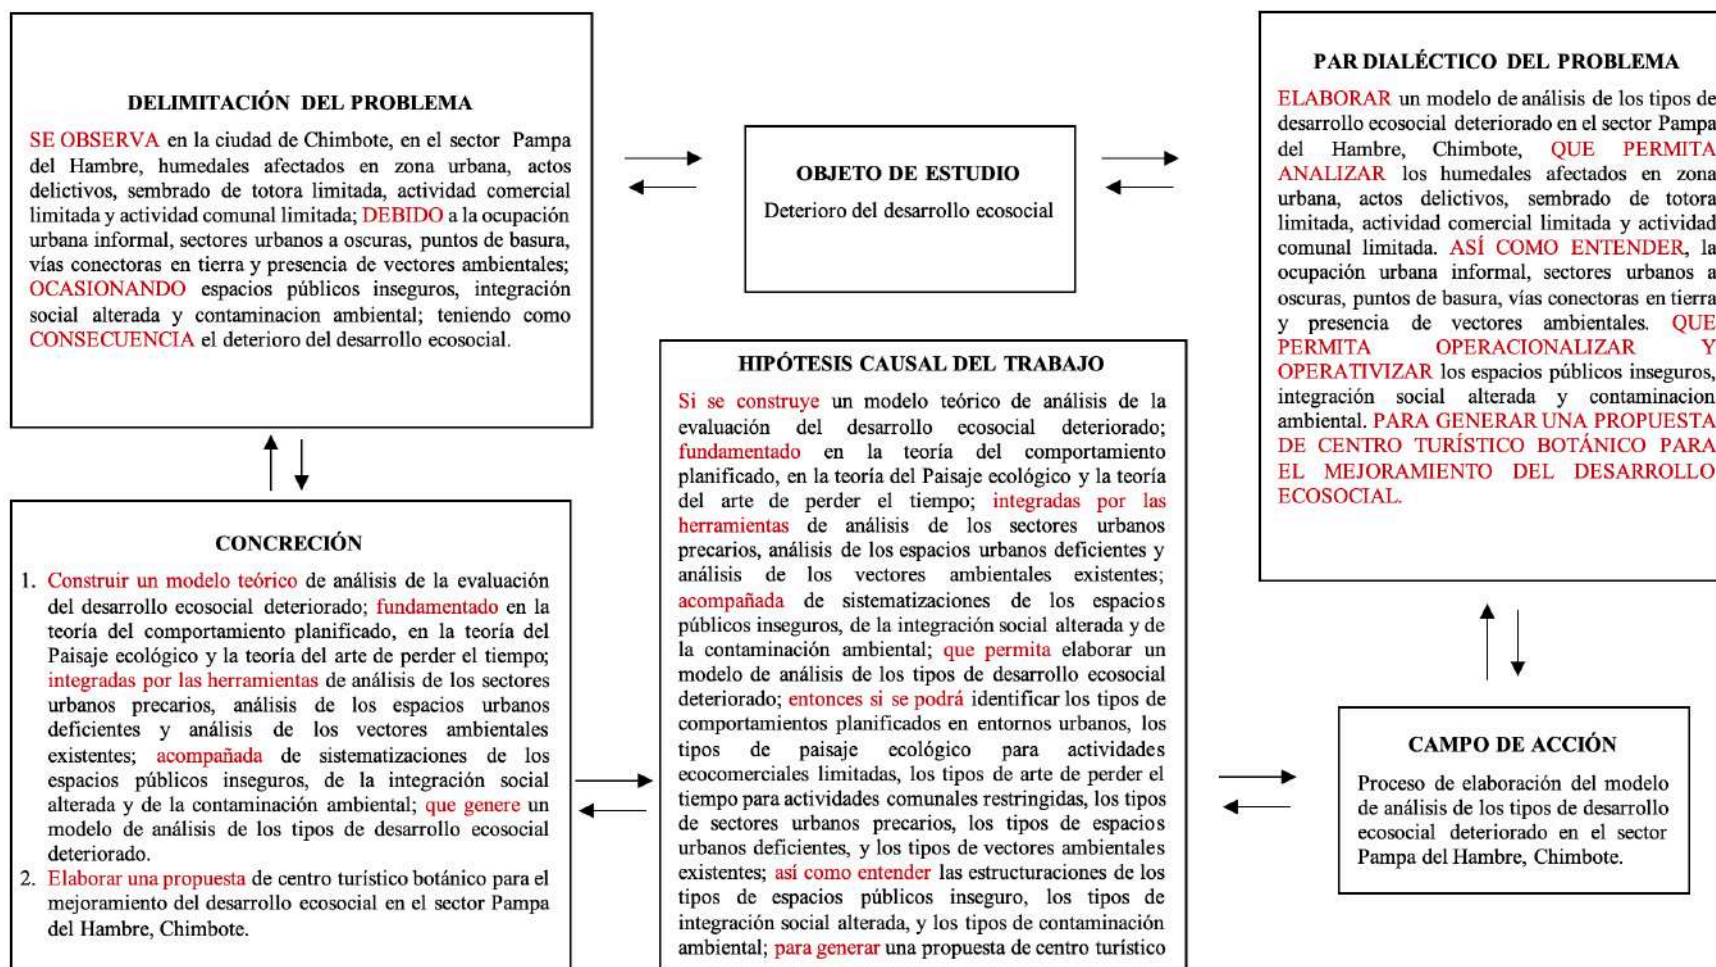 DELIMITACIÓN DEL PROBLEMA
SE OBSERVA en la ciudad de Chimbote, en el sector Pampa
del Hambre, humedales afectados en zona urbana, actos
delictivos, sembrado de totora limitada, actividad comercial
limitada y actividad comunal limitada; DEBIDO a la ocupación
urbana informal, sectores urbanos a oscuras, puntos de basura,
vías conectoras en tierra y presencia de vectores ambientales;
OCASIONANDO espacios públicos inseguros, integración
social alterada y contaminacion ambiental; teniendo como
CONSECUENCIA el deterioro del desarrollo ecosocial.
OBJETO DE ESTUDIO
Deterioro del desarrollo ecosocial
PAR DIALÉCTICO DEL PROBLEMA
ELABORAR un modelo de análisis de los tipos de
desarrollo ecosocial deteriorado en el sector Pampa
del Hambre, Chimbote, QUE PERMITA
ANALIZAR los humedales afectados en zona
urbana, actos delictivos, sembrado de totora
limitada, actividad comercial limitada y actividad
comunal limitada. ASÍ COMO ENTENDER, la
ocupación urbana informal, sectores urbanos a
oscuras, puntos de basura, vías conectoras en tierra
y presencia de vectores ambientales. QUE
PERMITA OPERACIONALIZAR Y
OPERATIVIZAR los espacios públicos inseguros,
integración social alterada y contaminacion
ambiental. PARA GENERAR UNA PROPUESTA
DE CENTRO TURÍSTICO BOTÁNICO PARA
EL MEJORAMIENTO DEL DESARROLLO
ECOSOCIAL.
CONCRECIÓN
1. Construir un modelo teórico de análisis de la evaluación
del desarrollo ecosocial deteriorado; fundamentado en la
teoría del comportamiento planificado, en la teoría del
Paisaje ecológico y la teoría del arte de perder el tiempo;
integradas por las herramientas de análisis de los sectores
urbanos precarios, análisis de los espacios urbanos
deficientes y análisis de los vectores ambientales
existentes; acompañada de sistematizaciones de los
espacios públicos inseguros, de la integración social
alterada y de la contaminación ambiental; que genere un
modelo de análisis de los tipos de desarrollo ecosocial
deteriorado.
2. Elaborar una propuesta de centro turístico botánico para el
mejoramiento del desarrollo ecosocial en el sector Pampa
del Hambre, Chimbote.
HIPÓTESIS CAUSAL DEL TRABAJO
Si se construye un modelo teórico de análisis de la
evaluación del desarrollo ecosocial deteriorado;
fundamentado en la teoría del comportamiento
planificado, en la teoría del Paisaje ecológico y la teoría
del arte de perder el tiempo; integradas por las
herramientas de análisis de los sectores urbanos
precarios, análisis de los espacios urbanos deficientes y
análisis de los vectores ambientales existentes;
acompañada de sistematizaciones de los espacios
públicos inseguros, de la integración social alterada y de
la contaminación ambiental; que permita elaborar un
modelo de análisis de los tipos de desarrollo ecosocial
deteriorado; entonces si se podrá identificar los tipos de
comportamientos planificados en entornos urbanos, los
tipos de paisaje ecológico para actividades
ecocomerciales limitadas, los tipos de arte de perder el
tiempo para actividades comunales restringidas, los tipos
de sectores urbanos precarios, los tipos de espacios
urbanos deficientes, y los tipos de vectores ambientales
existentes; así como entender las estructuraciones de los
tipos de espacios públicos inseguro, los tipos de
integración social alterada, y los tipos de contaminación
ambiental; para generar una propuesta de centro turístico
CAMPO DE ACCIÓN
Proceso de elaboración del modelo
de análisis de los tipos de desarrollo
ecosocial deteriorado en el sector
Pampa del Hambre, Chimbote.